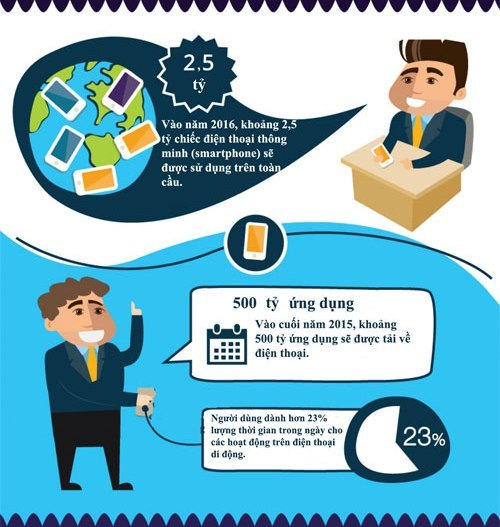 2,5
tỷ
Vào năm 2016, khoảng 2,5
tỷ chiếc điện thoại thông
minh (smartphone) sẽ
được sử dụng trên toàn
cầu.
500 tỷ ứng dụng
Vào cuối năm 2015, khoảng
500 tỷ ứng dụng sẽ được tải về
điện thoại.
Người dùng dành hơn 23%
lượng thời gian trong ngày cho
các hoạt động trên điện thoại
di động.
23%